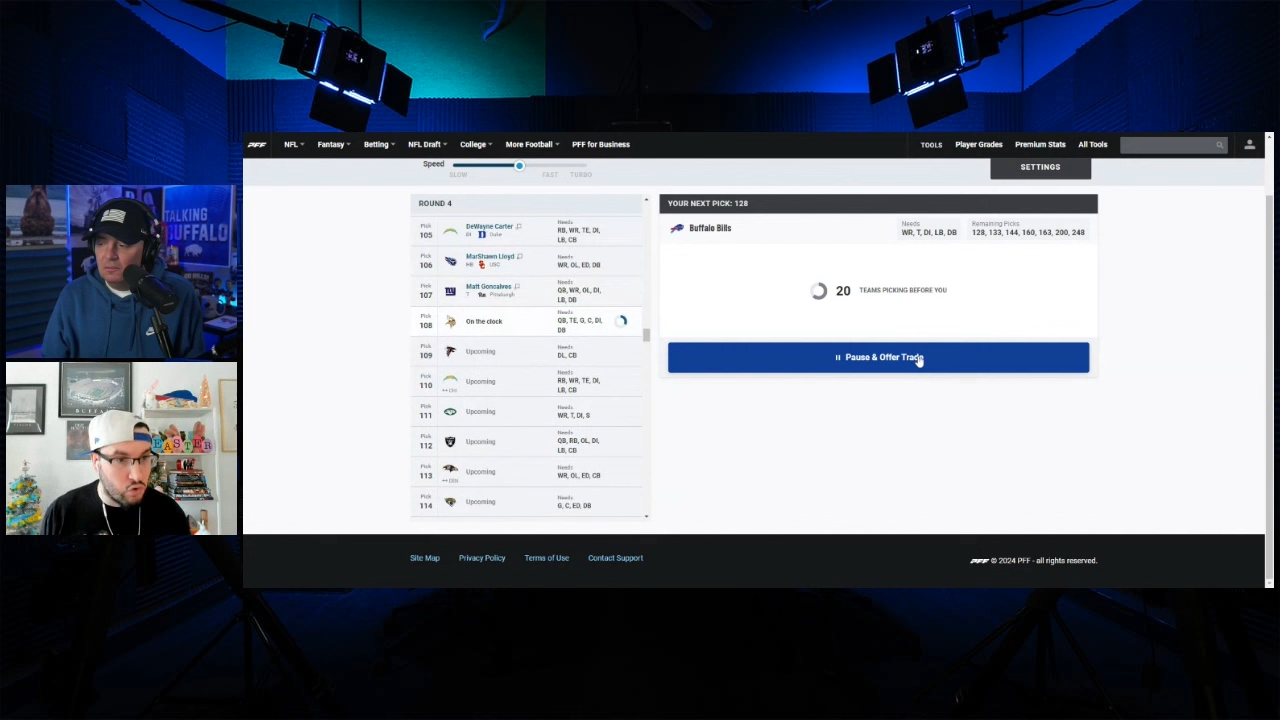 PFF
NFL
Fantasy
Betting
NFL Draft
College
More Football
PFF for Business
TOOLS
Player Grades
Premium Stats
All Tools
Speed
SLOW
FAST
TURBO
SETTINGS
ROUND 4
Pick
105
DeWayne Carter
DI
Duke
Needs
RB, WR, TE, DI,
LB, CB
Pick
106
MarShawn Lloyd
HB
USC
Needs
WR, OL, ED, DB
Pick
107
Matt Goncalves
T
Pittsburgh
Needs
QB, WR, OL, DI,
LB, DB
Pick
108
On the clock
Needs
QB, TE, G, C, DI,
DB
Pick
109
Upcoming
Needs
DL, CB
Pick
110
Upcoming
Needs
RB, WR, TE, DI,
LB, CB
Pick
111
Upcoming
Needs
WR, T, DI, S
Pick
112
Upcoming
Needs
QB, RB, OL, DI,
LB, CB
Pick
113
Upcoming
Needs
WR, OL, ED, CB
Pick
114
Upcoming
Needs
G, C, ED, DB
YOUR NEXT PICK: 128
Buffalo Bills
Needs
WR, T, DI, LB, DB
Remaining Picks
128, 133, 144, 160, 163, 200, 248
20 TEAMS PICKING BEFORE YOU
Pause & Offer Trade
Site Map
Privacy Policy
Terms of Use
Contact Support
PFF © 2024 PFF - all rights reserved.
TALKING
BUFFALO
EASTER